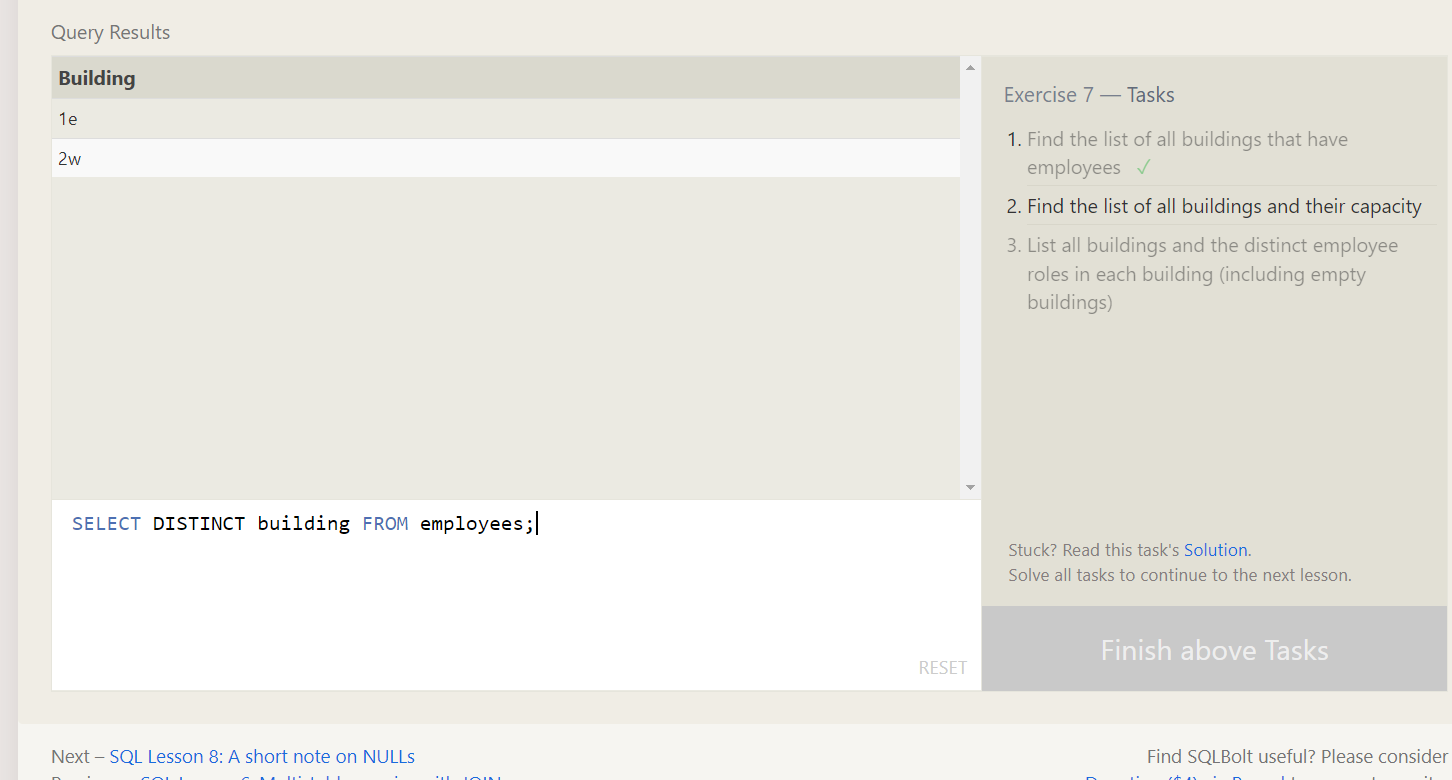 Query Results
Building
1e
2w
SELECT DISTINCT building FROM employees;
RESET
Exercise 7 — Tasks
1. Find the list of all buildings that have
employees ✓
2. Find the list of all buildings and their capacity
3. List all buildings and the distinct employee
roles in each building (including empty
buildings)
Stuck? Read this task's Solution.
Solve all tasks to continue to the next lesson.
Finish above Tasks
Next – SQL Lesson 8: A short note on NULLs
Find SQLBolt useful? Please consider